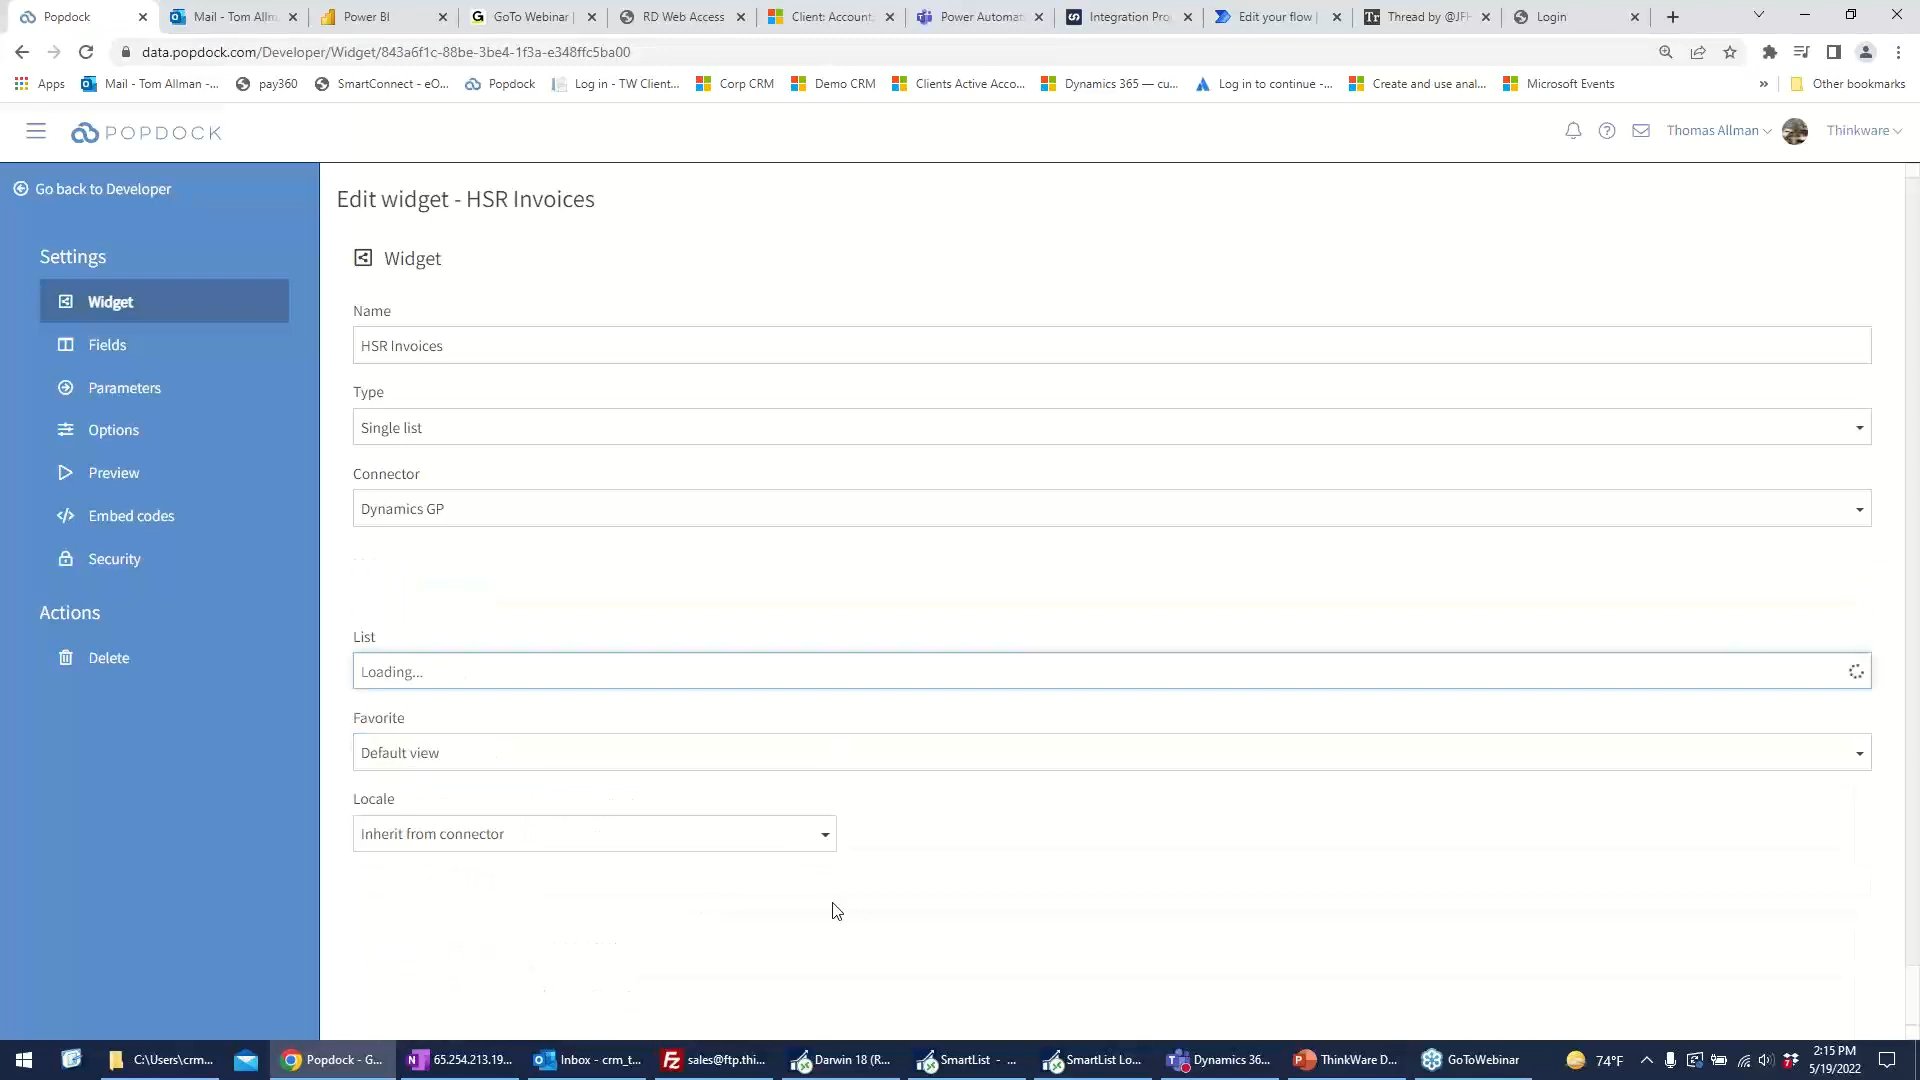 Popdock
Mail - Tom Allm
Power BI
GoTo Webinar |
RD Web Access
Client: Account:
Power Automat
Integration Pro
Edit your flow |
Thread by @JFH
Login
data.popdock.com/Developer/Widget/843a6f1c-88be-3be4-1f3a-e348ffc5ba00
Apps
Mail - Tom Allman -...
pay360
SmartConnect - eO...
Popdock
Log in - TW Client...
Corp CRM
Demo CRM
Clients Active Acco...
Dynamics 365 — cu...
Log in to continue -...
Create and use anal...
Microsoft Events
»
Other bookmarks
POPDOCK
Thomas Allman
Thinkware
Go back to Developer
Settings
Widget
Fields
Parameters
Options
Preview
Embed codes
Security
Actions
Delete
Edit widget - HSR Invoices
Widget
Name
HSR Invoices
Type
Single list
Connector
Dynamics GP
List
Loading...
Favorite
Default view
Locale
Inherit from connector
C:\Users\crm...
Popdock - G...
65.254.213.19...
Inbox - crm_t...
sales@ftp.thi...
Darwin 18 (R...
SmartList - ...
SmartList Lo...
Dynamics 36...
ThinkWare D...
GoToWebinar
74°F
2:15 PM
5/19/2022